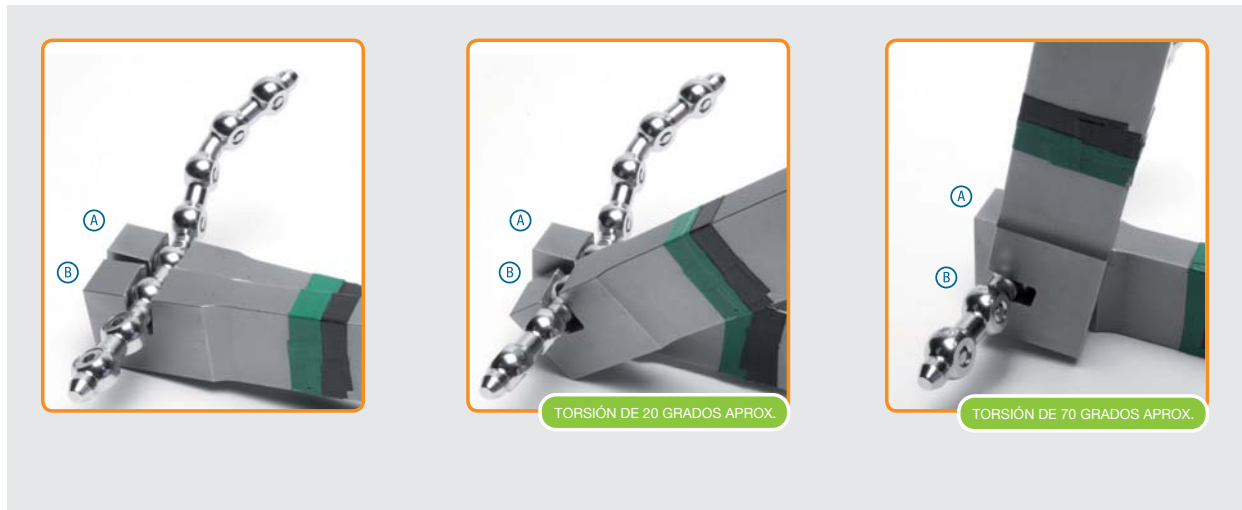 A
B
A
B
TORSIÓN DE 20 GRADOS APROX.
A
B
TORSIÓN DE 70 GRADOS APROX.